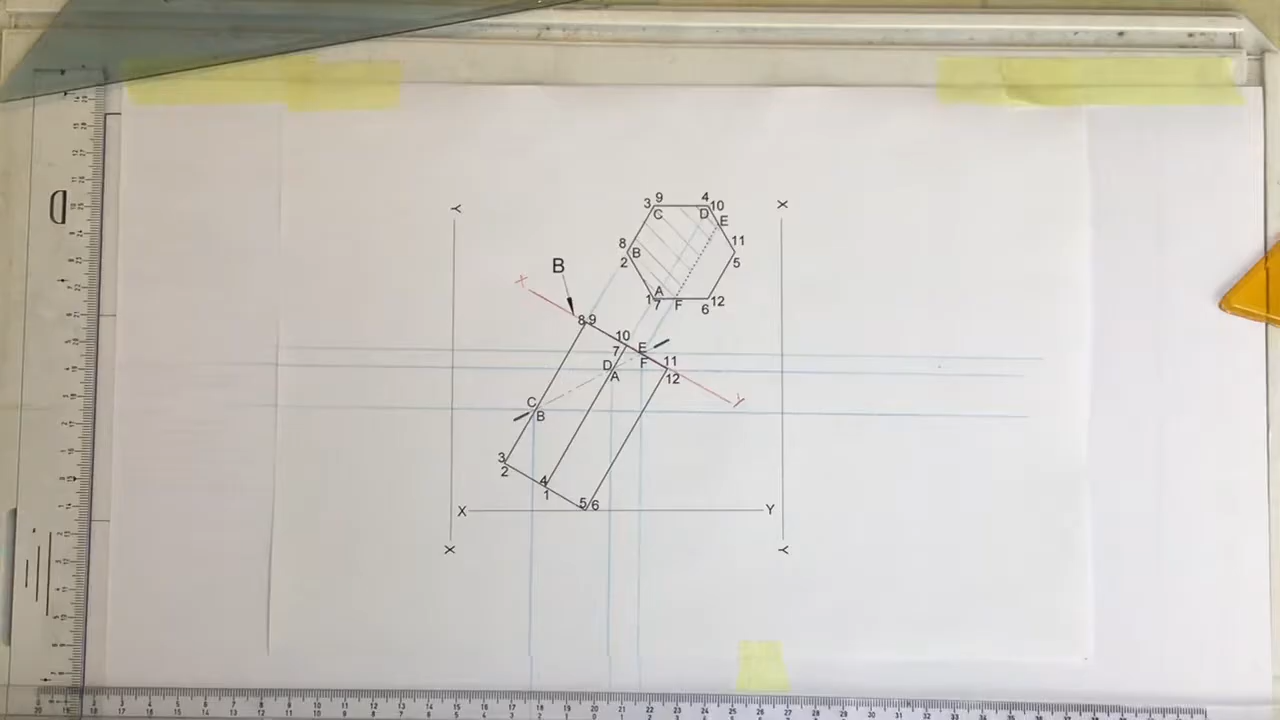 3 9 4 10
C D E
8 B 11
2 5
Y X
A
1 7 F 6 12
B
X
8 9
10
7 E
D F 11
A 12
C
B
Y
3
2
4
1
5 6
X Y
X Y